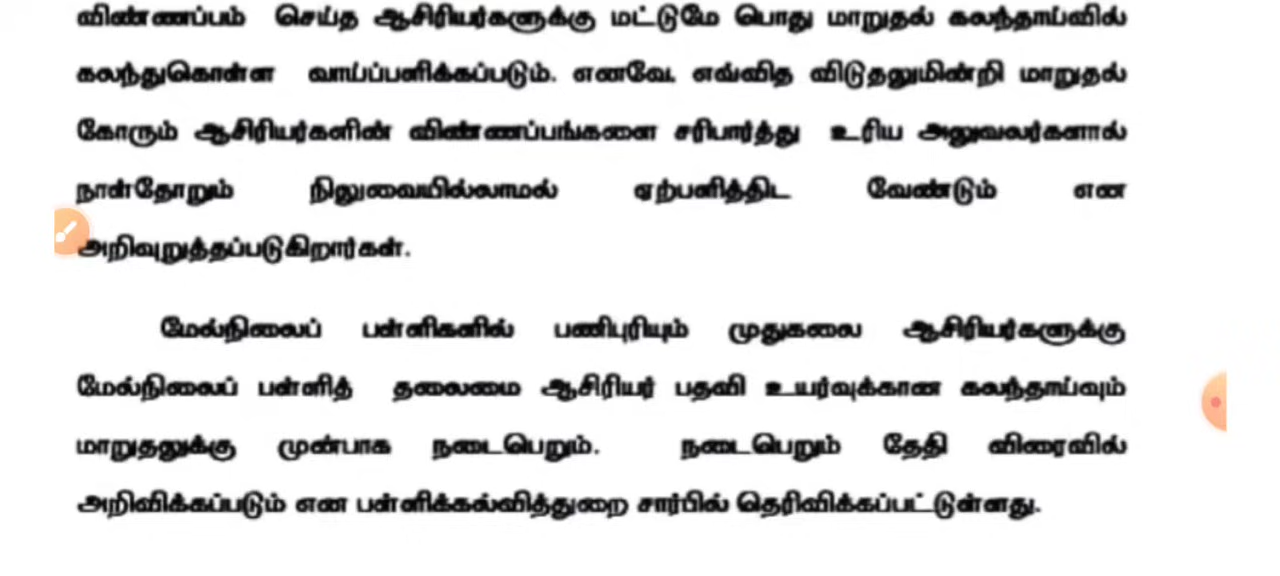 விண்ணப்பம் செய்த ஆசிரியர்களுக்கு மட்டுமே பொது மாறுதல் கலந்தாய்வில்
கலந்துகொள்ள வாய்ப்பளிக்கப்படும். எனவே, எவ்வித விடுதலுமின்றி மாறுதல்
கோரும் ஆசிரியர்களின் விண்ணப்பங்களை சரிபார்த்து உரிய அலுவலர்களால்
நாள்தோறும் நிலுவையில்லாமல் ஏற்பளித்திட வேண்டும் என
அறிவுறுத்தப்படுகிறார்கள்.
மேல்நிலைப் பள்ளிகளில் பணிபுரியும் முதுகலை ஆசிரியர்களுக்கு
மேல்நிலைப் பள்ளித் தலைமை ஆசிரியர் பதவி உயர்வுக்கான கலந்தாய்வும்
மாறுதலுக்கு முன்பாக நடைபெறும். நடைபெறும் தேதி விரைவில்
அறிவிக்கப்படும் என பள்ளிக்கல்வித்துறை சார்பில் தெரிவிக்கப்பட்டுள்ளது.